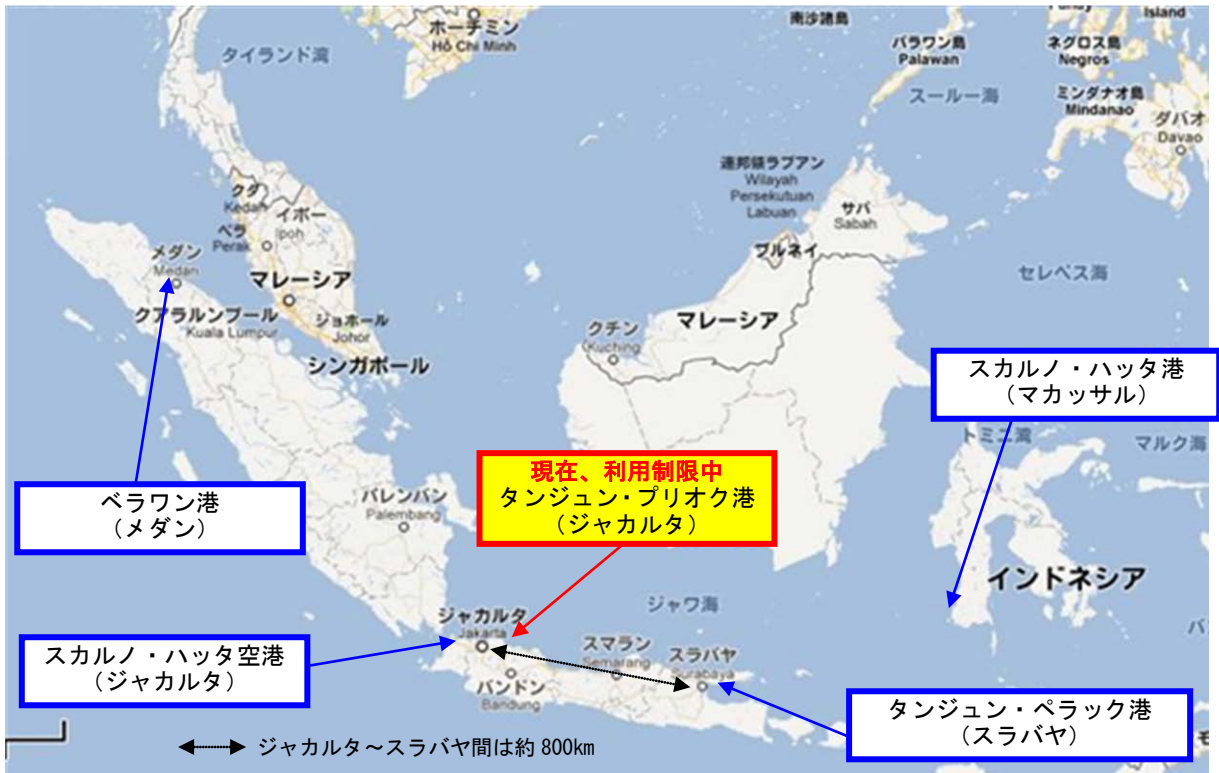 ホーチミン
Hồ Chí Minh
南沙諸島
Island
タイランド湾
パラワン島
Palawan
ネグロス島
Negros
スールー海
ミンダナオ島
Mindanao
ダバオ
Davao
連邦領ラブアン
Wilayah
Persekutuan
Labuan
サバ
Sabah
ブルネイ
クダ
Kedah
イポー
Ipoh
ペラ
Perak
メダン
Medan
マレーシア
クアラルンプール
Kuala Lumpur
ジョホール
Johor
シンガポール
クチン
Kuching
マレーシア
セレベス海
スカルノ・ハッタ港
(マカッサル)
トミニ湾
マルク海
現在、利用制限中
タンジュン・プリオク港
(ジャカルタ)
ベラワン港
(メダン)
パレンバン
Palembang
インドネシア
ジャワ海
ジャカルタ
Jakarta
スマラン
Semarang
スラバヤ
Surabaya
バンドン
Bandung
スカルノ・ハッタ空港
(ジャカルタ)
タンジュン・ペラック港
(スラバヤ)
ジャカルタ~スラバヤ間は約 800km